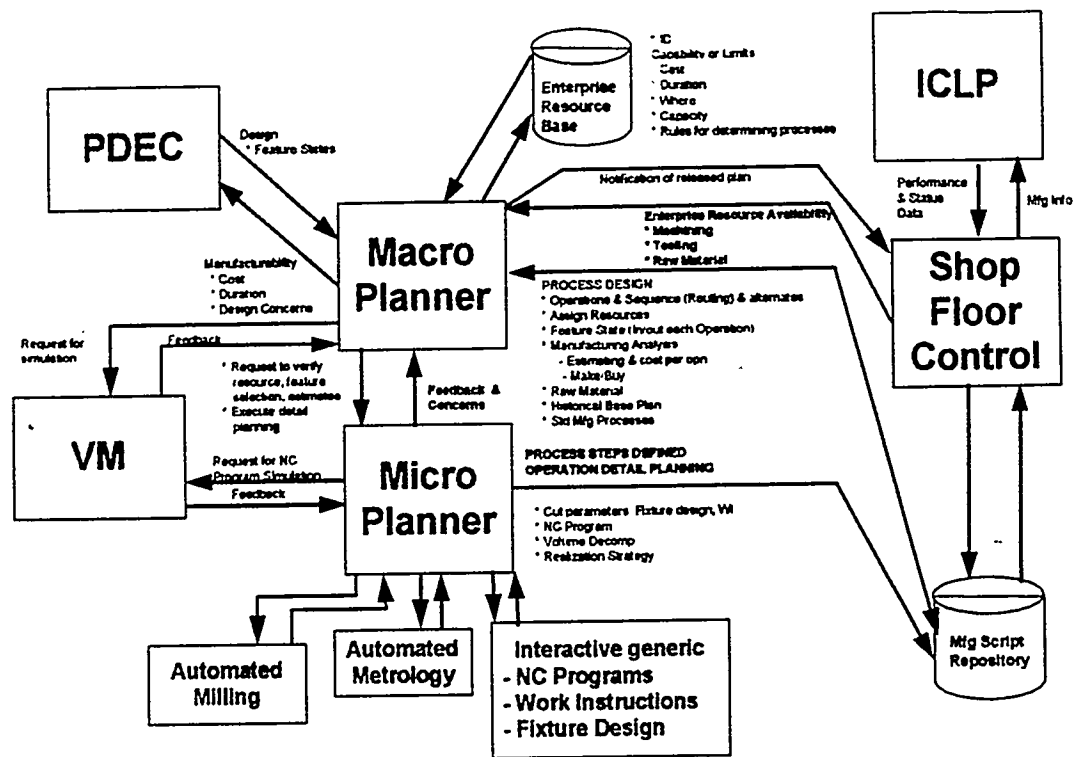 PDEC
Design
* Feature States
Enterprise
Resource
Base
* IC
Capability or Limits
Cost
* Duration
* Where
* Capacity
* Rules for determining processes
ICLP
Notification of released plan
Performance
& Status
Data
Mfg Info
Macro
Planner
Enterprise Resource Availability
* Machining
* Tooling
* Raw Material
Shop
Floor
Control
Manufacturability
* Cost
* Duration
* Design Concerns
PROCESS DESIGN
* Operations & Sequence (Routing) & alternates
* Assign Resources
* Feature State (In/out each Operation)
* Manufacturing Analysis
- Estimating & cost per opn
- Make/Buy
* Raw Material
* Historical Base Plan
* Std Mfg Processes
Request for
simulation
Feedback
* Request to verify
resource, feature
selection, estimates
* Execute detail
planning
Feedback &
Concerns
VM
Request for NC
Program Simulation
Feedback
Micro
Planner
PROCESS STEPS DEFINED
OPERATION DETAIL PLANNING
* Cut parameters Fixture design, WI
* NC Program
* Volume Decomp
* Realization Strategy
Mfg Script
Repository
Automated
Milling
Automated
Metrology
Interactive generic
- NC Programs
- Work Instructions
- Fixture Design